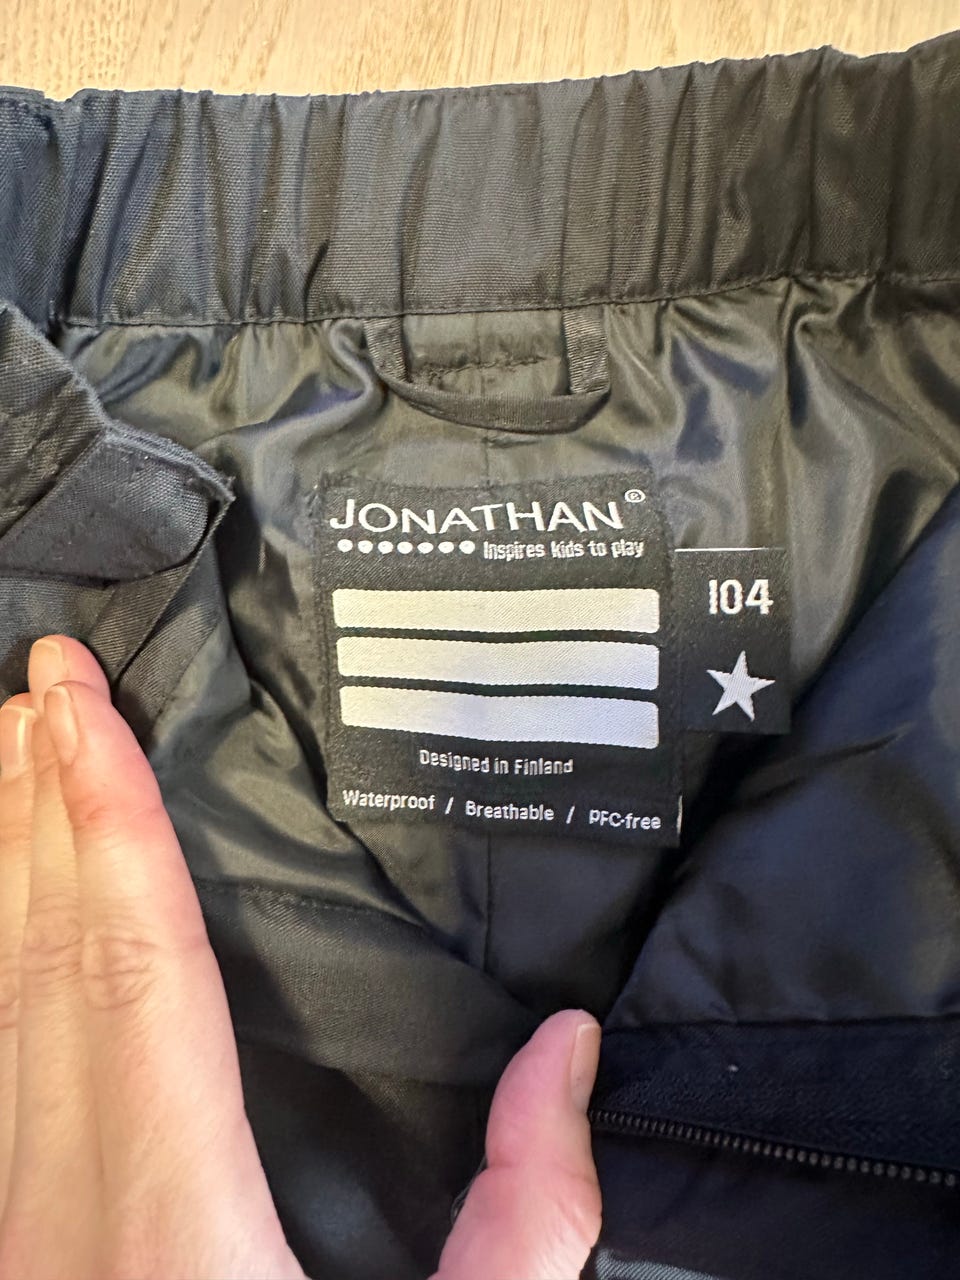 JONATHAN®
Inspires kids to play
104
Designed in Finland
Waterproof / Breathable / PFC-free